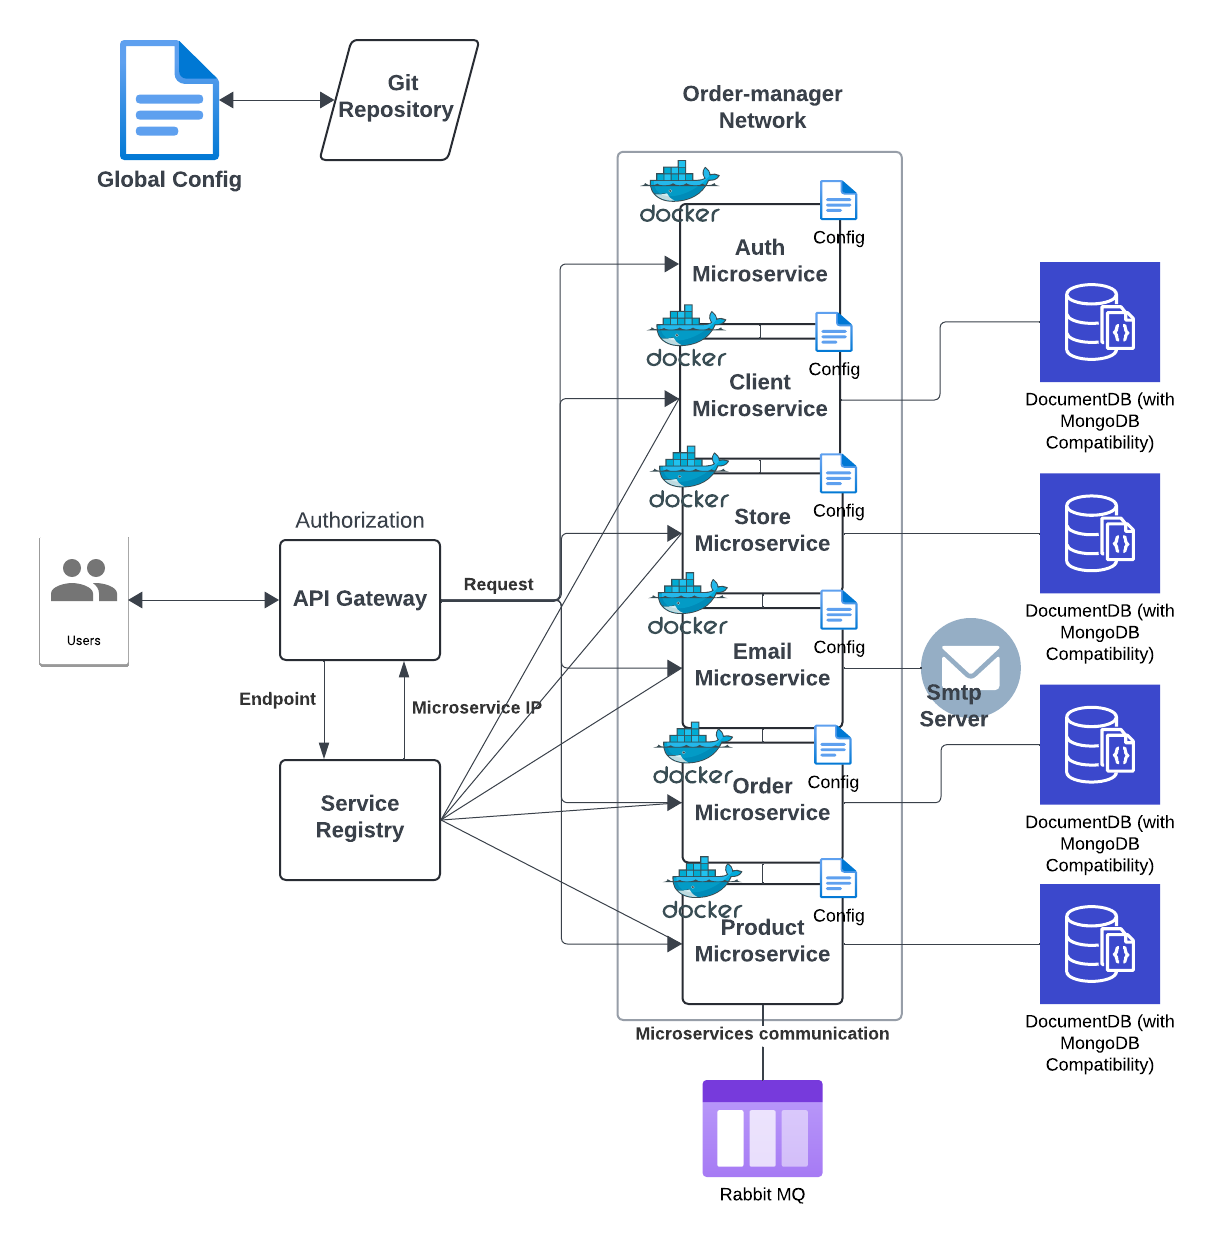 Git
Repository
Global Config
Order-manager
Network
docker
Config
Auth
Microservice
docker
Config
Client
Microservice
DocumentDB (with
MongoDB
Compatibility)
docker
Config
Store
Microservice
DocumentDB (with
MongoDB
Compatibility)
Authorization
API Gateway
Users
Request
Endpoint
Microservice IP
Service
Registry
docker
Config
Email
Microservice
Smtp
Server
docker
Config
Order
Microservice
DocumentDB (with
MongoDB
Compatibility)
docker
Config
Product
Microservice
DocumentDB (with
MongoDB
Compatibility)
Microservices communication
Rabbit MQ